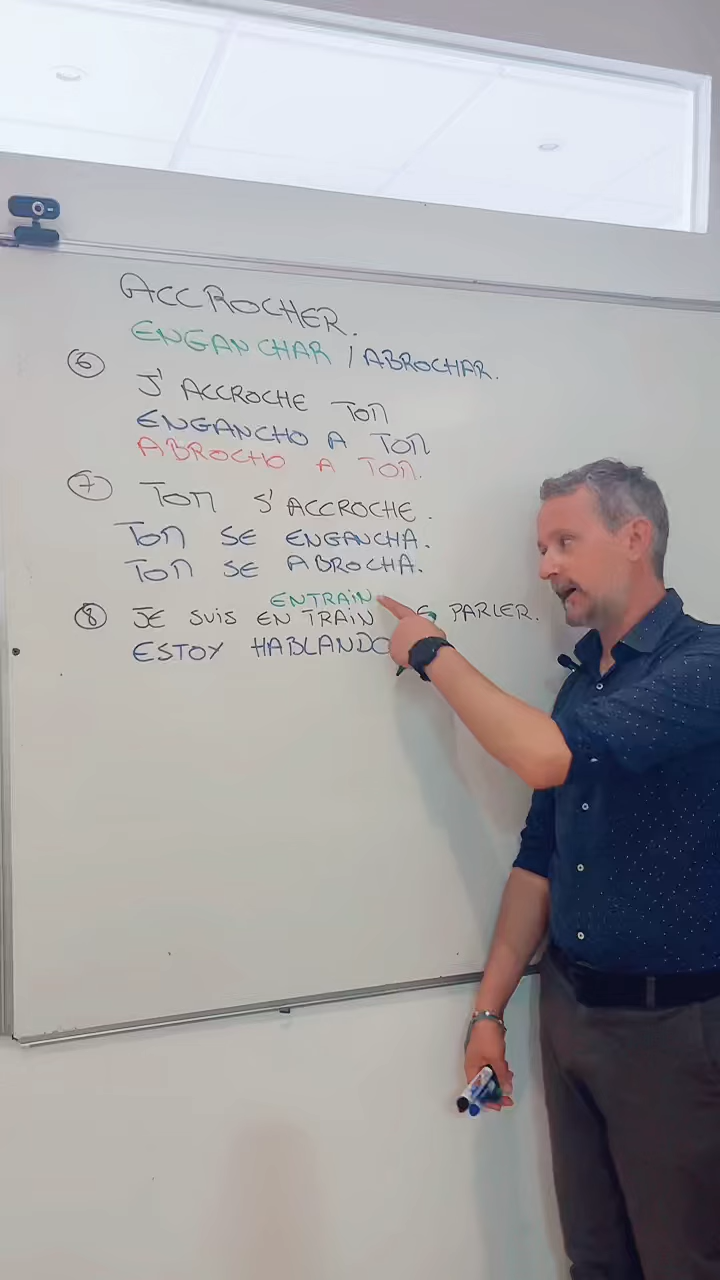 ACCROCHER.
ENGANCHAR / ABROCHAR.
⑥ J'ACCROCHE TOM
ENGANCHO A TOM
ABROCHO A TOM.
⑦ TOM S'ACCROCHE.
TOM SE ENGANCHA.
TOM SE ABROCHA.
ENTRAIN
⑧ JE SUIS EN TRAIN PARLER.
ESTOY HABLANDO